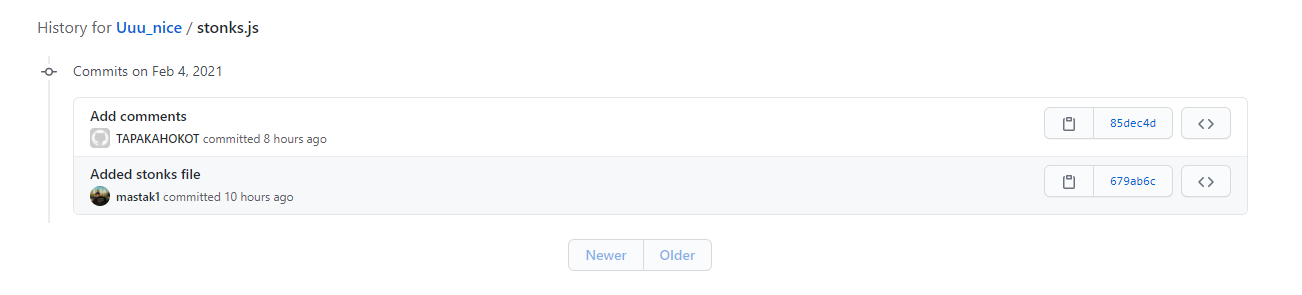 History for Uuu_nice / stonks.js
Commits on Feb 4, 2021
Add comments
TAPAKAHOKOT committed 8 hours ago
85dec4d
Added stonks file
mastak1 committed 10 hours ago
679ab6c
Newer Older